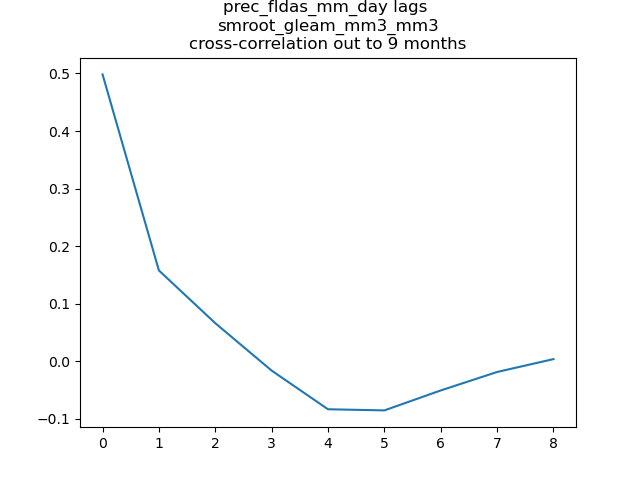 prec_fldas_mm_day lags
smroot_gleam_mm3_mm3
cross-correlation out to 9 months
0.5
0.4
0.3
0.2
0.1
0.0
−0.1
0 1 2 3 4 5 6 7 8